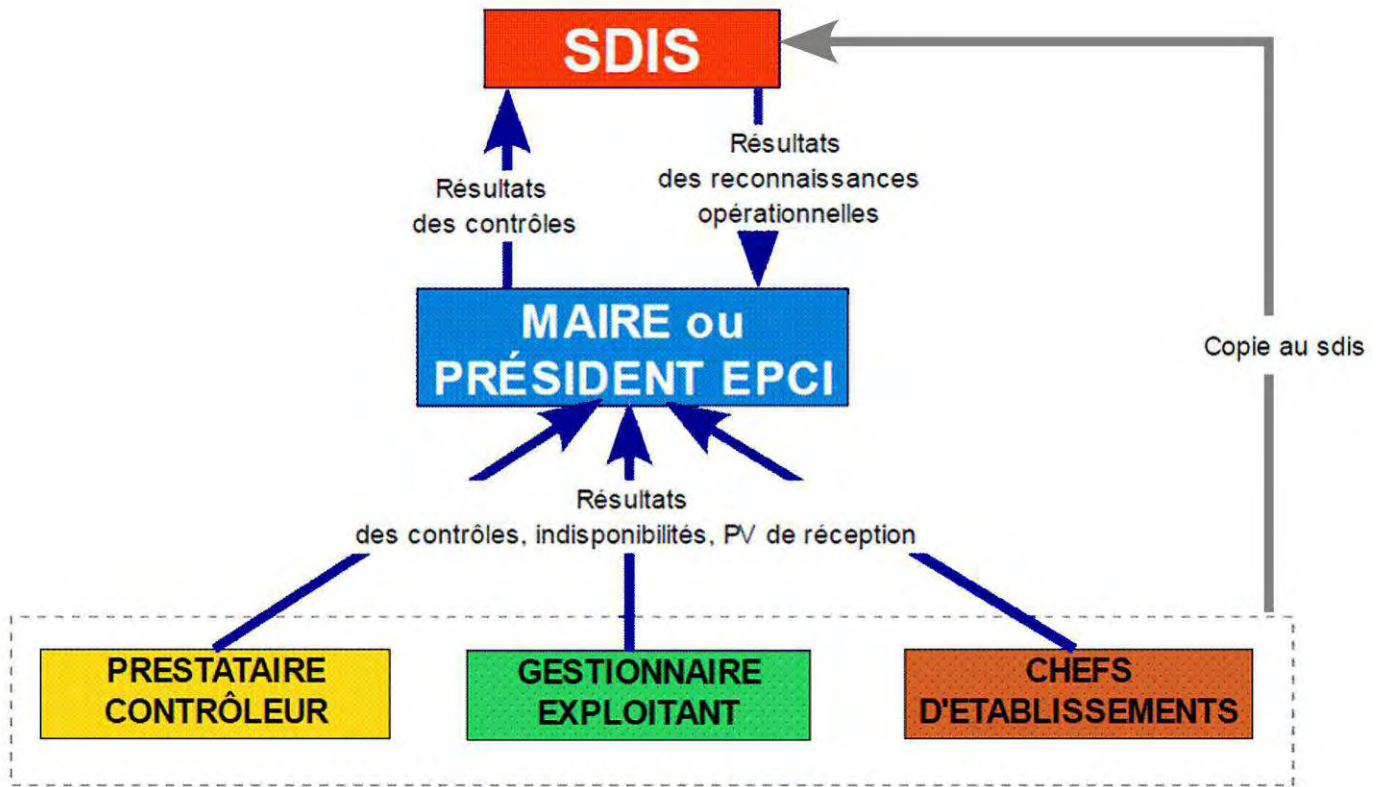 SDIS
Résultats
des contrôles
Résultats
des reconnaissances
opérationnelles
MAIRE ou
PRÉSIDENT EPCI
Copie au sdis
Résultats
des contrôles, indisponibilités, PV de réception
PRESTATAIRE
CONTRÔLEUR
GESTIONNAIRE
EXPLOITANT
CHEFS
D'ETABLISSEMENTS